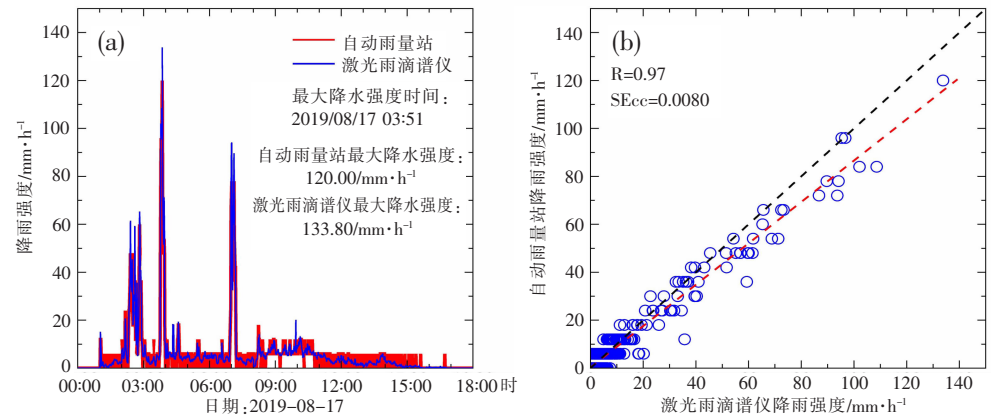 (a)
自动雨量站
激光雨滴谱仪
最大降水强度时间：
2019/08/17 03:51
自动雨量站最大降水强度：
120.00/mm·h⁻¹
激光雨滴谱仪最大降水强度：
133.80/mm·h⁻¹
降雨强度/mm·h⁻¹
140
120
100
80
60
40
20
0
00:00 03:00 06:00 09:00 12:00 15:00 18:00 时
日期:2019-08-17
(b)
R=0.97
SEcc=0.0080
自动雨量站降雨强度/mm·h⁻¹
140
120
100
80
60
40
20
0
0 20 40 60 80 100 120 140
激光雨滴谱仪降雨强度/mm·h⁻¹